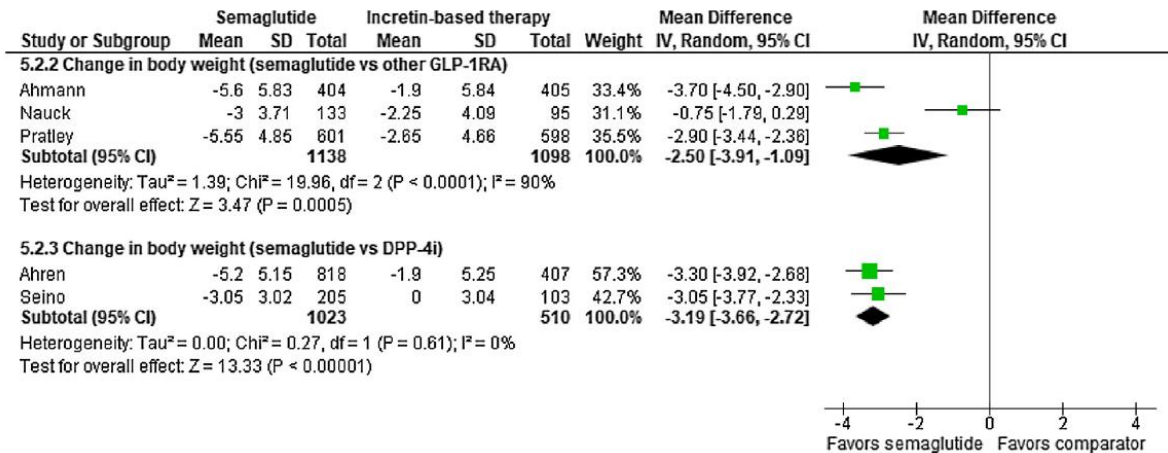 Semaglutide Incretin-based therapy Mean Difference Mean Difference
Study or Subgroup Mean SD Total Mean SD Total Weight IV, Random, 95% CI IV, Random, 95% CI
5.2.2 Change in body weight (semaglutide vs other GLP-1RA)
Ahmann -5.6 5.83 404 -1.9 5.84 405 33.4% -3.70 [-4.50, -2.90]
Nauck -3 3.71 133 -2.25 4.09 95 31.1% -0.75 [-1.79, 0.29]
Pratley -5.55 4.85 601 -2.65 4.66 598 35.5% -2.90 [-3.44, -2.36]
Subtotal (95% CI) 1138 1098 100.0% -2.50 [-3.91, -1.09]
Heterogeneity: Tau² = 1.39; Chi² = 19.96, df = 2 (P < 0.0001); I² = 90%
Test for overall effect: Z = 3.47 (P = 0.0005)
5.2.3 Change in body weight (semaglutide vs DPP-4i)
Ahren -5.2 5.15 818 -1.9 5.25 407 57.3% -3.30 [-3.92, -2.68]
Seino -3.05 3.02 205 0 3.04 103 42.7% -3.05 [-3.77, -2.33]
Subtotal (95% CI) 1023 510 100.0% -3.19 [-3.66, -2.72]
Heterogeneity: Tau² = 0.00; Chi² = 0.27, df = 1 (P = 0.61); I² = 0%
Test for overall effect: Z = 13.33 (P < 0.00001)
-4 -2 0 2 4
Favors semaglutide Favors comparator